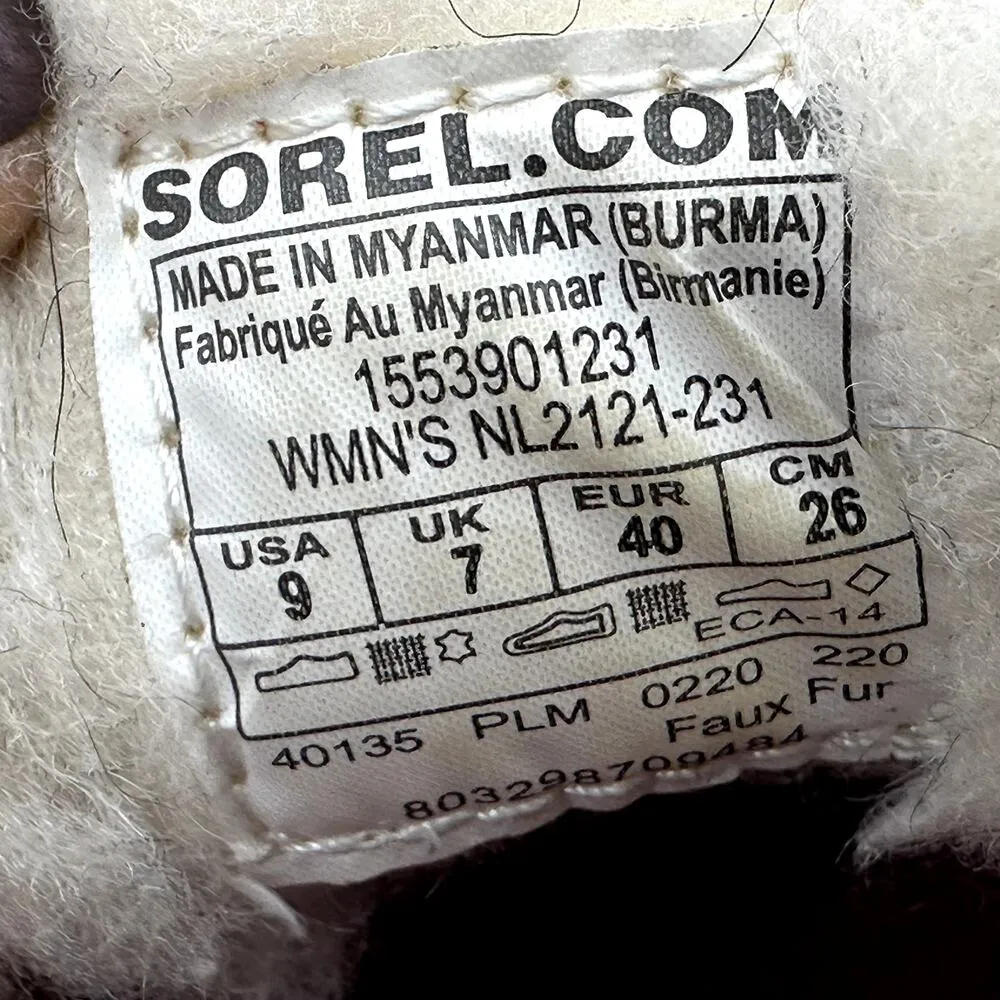 SOREL.COM
MADE IN MYANMAR (BURMA)
Fabriqué Au Myanmar (Birmanie)
1553901231
WMN'S NL2121-231
USA UK EUR CM
9 7 40 26
ECA-14
40135 PLM 0220 220
Faux Fur
803298709484